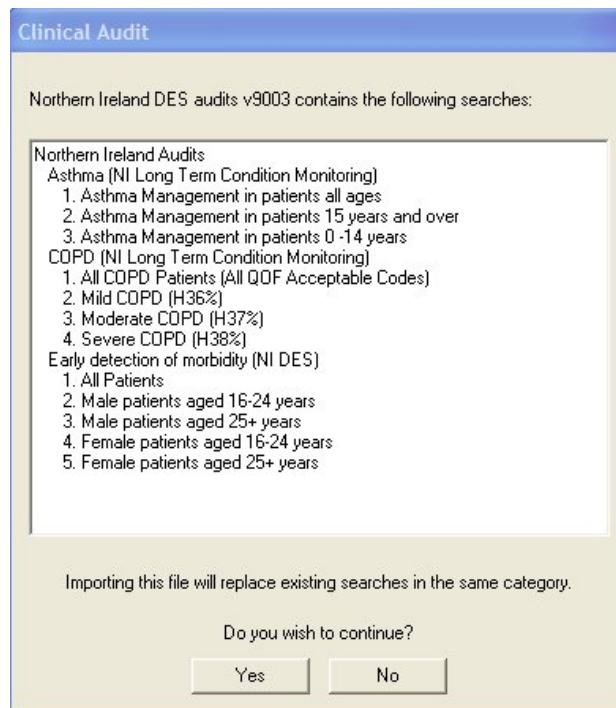 Clinical Audit
Northern Ireland DES audits v9003 contains the following searches:
Northern Ireland Audits
Asthma (NI Long Term Condition Monitoring)
1. Asthma Management in patients all ages
2. Asthma Management in patients 15 years and over
3. Asthma Management in patients 0 -14 years
COPD (NI Long Term Condition Monitoring)
1. All COPD Patients (All QOF Acceptable Codes)
2. Mild COPD (H36%)
3. Moderate COPD (H37%)
4. Severe COPD (H38%)
Early detection of morbidity (NI DES)
1. All Patients
2. Male patients aged 16-24 years
3. Male patients aged 25+ years
4. Female patients aged 16-24 years
5. Female patients aged 25+ years
Importing this file will replace existing searches in the same category.
Do you wish to continue?
Yes No